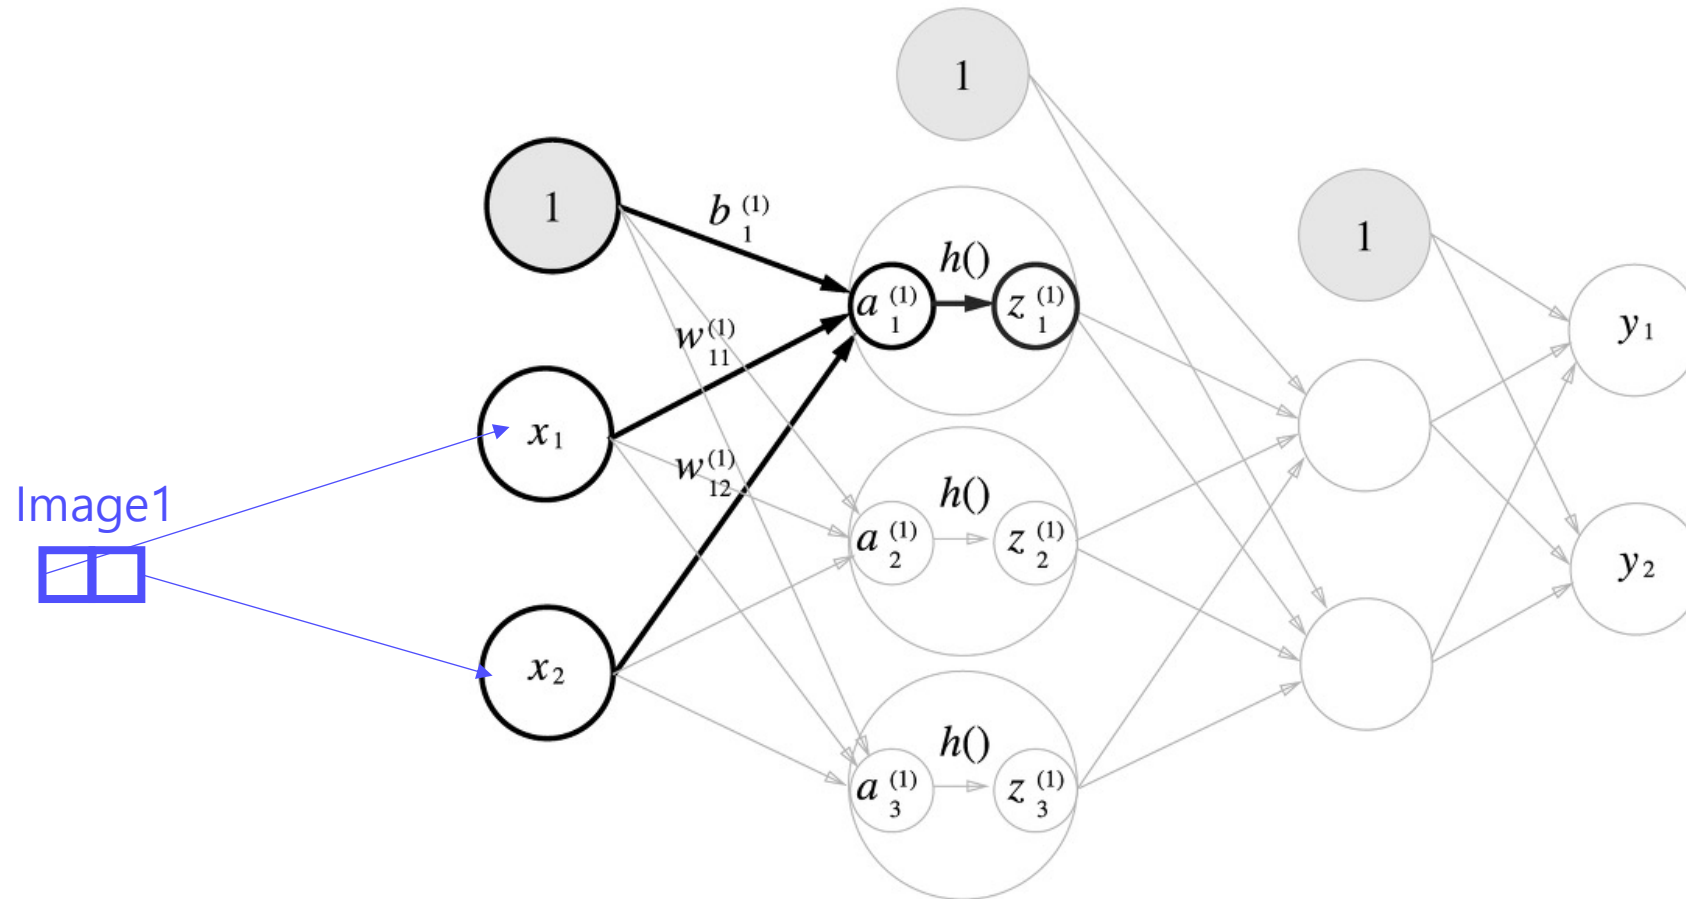 1
1
b₁⁽¹⁾
h()
1
a₁⁽¹⁾
z₁⁽¹⁾
w₁₁⁽¹⁾
y₁
x₁
w₁₂⁽¹⁾
Image1
h()
a₂⁽¹⁾
z₂⁽¹⁾
y₂
x₂
h()
a₃⁽¹⁾
z₃⁽¹⁾